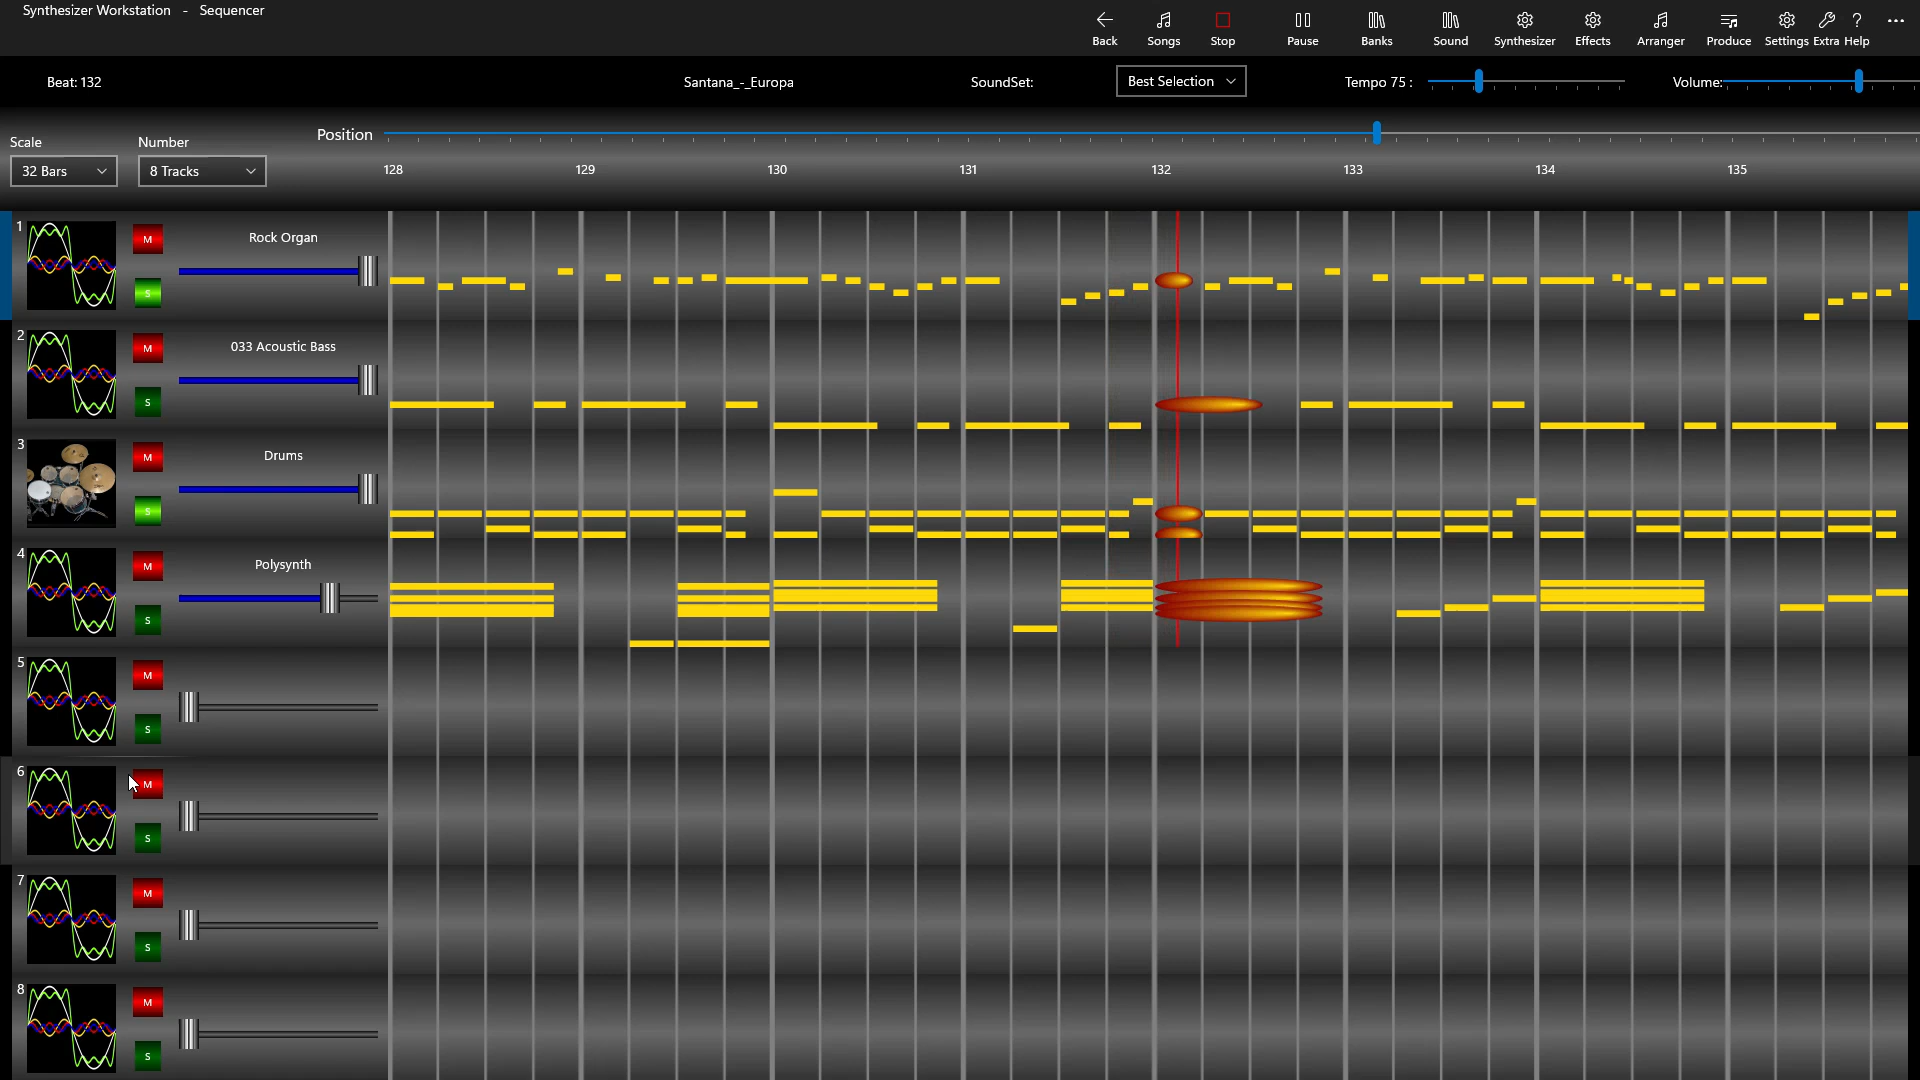 Synthesizer Workstation - Sequencer
Back Songs Stop Pause Banks Sound Synthesizer Effects Arranger Produce Settings Extra Help
Beat: 132 Santana_-_Europa SoundSet: Best Selection Tempo 75 : Volume:
Scale Number Position
32 Bars 8 Tracks
128 129 130 131 132 133 134 135
1 M Rock Organ
S
2 M 033 Acoustic Bass
S
3 M Drums
S
4 M Polysynth
S
5 M
S
6 M
S
7 M
S
8 M
S